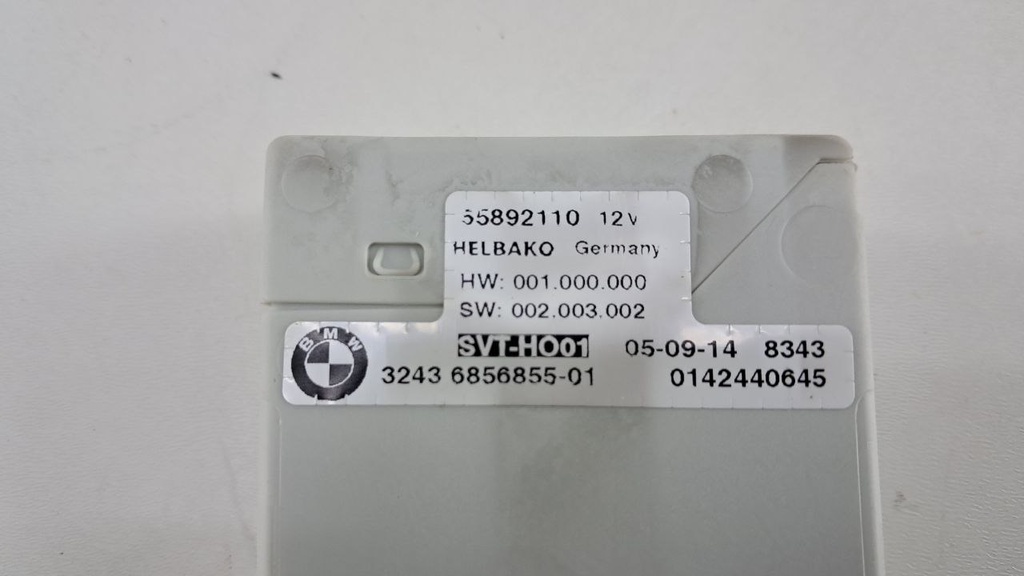 55892110 12V
HELBAKO Germany
HW: 001.000.000
SW: 002.003.002
BMW
SVT-HO01 05-09-14 8343
3243 6856855-01 0142440645